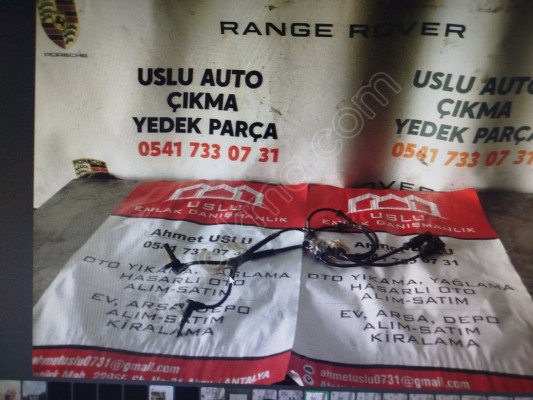 RANGE ROVER
PORSCHE
USLU AUTO
ÇIKMA
YEDEK PARÇA
0541 733 07 31
USLU AUTO
ÇIKMA
YEDEK PARÇA
0541 733 07 31
ROVER
USLU
EMLAK DANIŞMANLIK
Ahmet USLU
OTO YIKAMA, YAĞLAMA
HASARLI OTO
ALIM-SATIM
EV, ARSA, DEPO
ALIM-SATIM
KİRALAMA
ahmetuslu0731@gmail.com
ANTALYA
USLU
EMLAK DANIŞMANLIK
OTO YIKAMA, YAĞLAMA
HASARLI OTO
ALIM-SATIM
EV, ARSA, DEPO
ALIM-SATIM
KİRALAMA
ahmetuslu0731@gmail.com